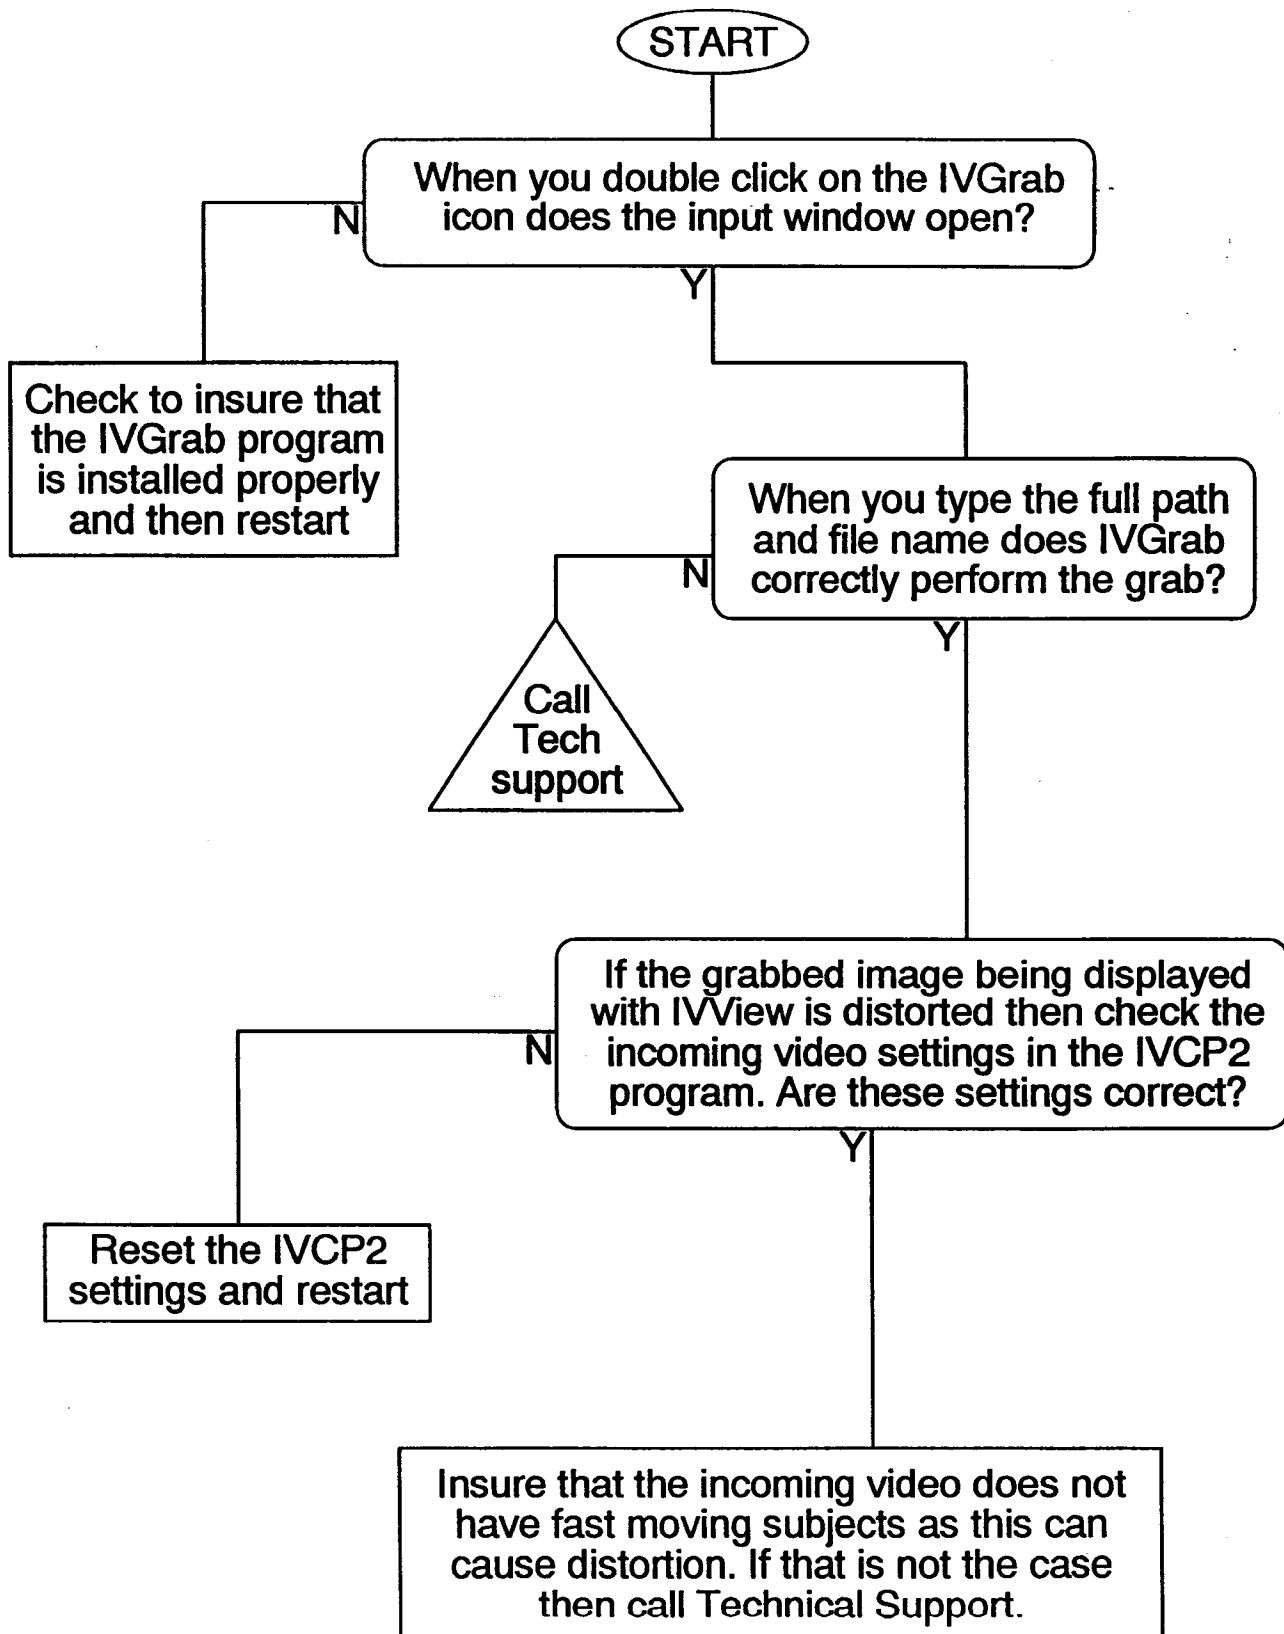 START
When you double click on the IVGrab
icon does the input window open?
N
Y
Check to insure that
the IVGrab program
is installed properly
and then restart
When you type the full path
and file name does IVGrab
correctly perform the grab?
N
Y
Call
Tech
support
If the grabbed image being displayed
with IVView is distorted then check the
incoming video settings in the IVCP2
program. Are these settings correct?
N
Y
Reset the IVCP2
settings and restart
Insure that the incoming video does not
have fast moving subjects as this can
cause distortion. If that is not the case
then call Technical Support.